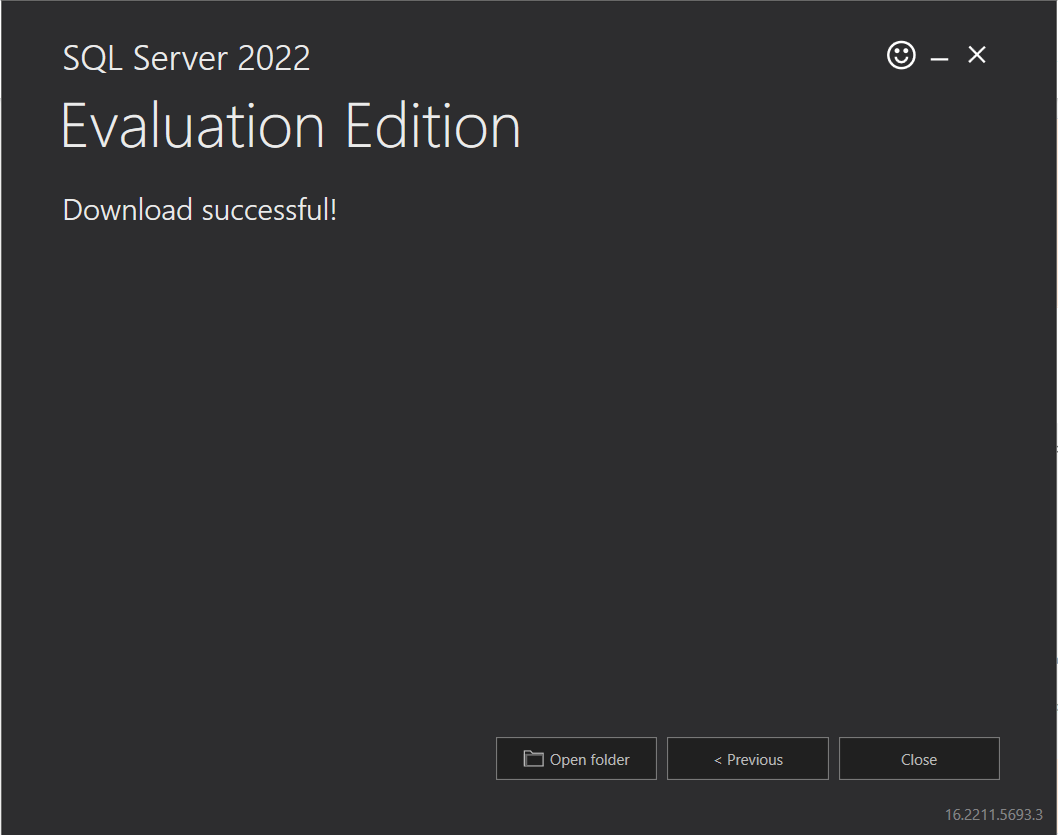 SQL Server 2022
Evaluation Edition
Download successful!
Open folder
< Previous
Close
16.2211.5693.3